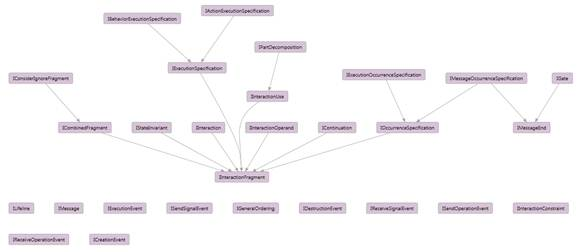 IActionExecutionSpecification
IBehaviorExecutionSpecification
IPartDecomposition
IExecutionSpecification
IConsiderIgnoreFragment
IExecutionOccurrenceSpecification
IMessageOccurrenceSpecification
IGate
IInteractionUse
ICombinedFragment
IStateInvariant
IInteraction
IInteractionOperand
IContinuation
IOccurrenceSpecification
IMessageEnd
IInteractionFragment
ILifeline
IMessage
IExecutionEvent
ISendSignalEvent
IGeneralOrdering
IDestructionEvent
IReceiveSignalEvent
ISendOperationEvent
IInteractionConstraint
IReceiveOperationEvent
ICreationEvent